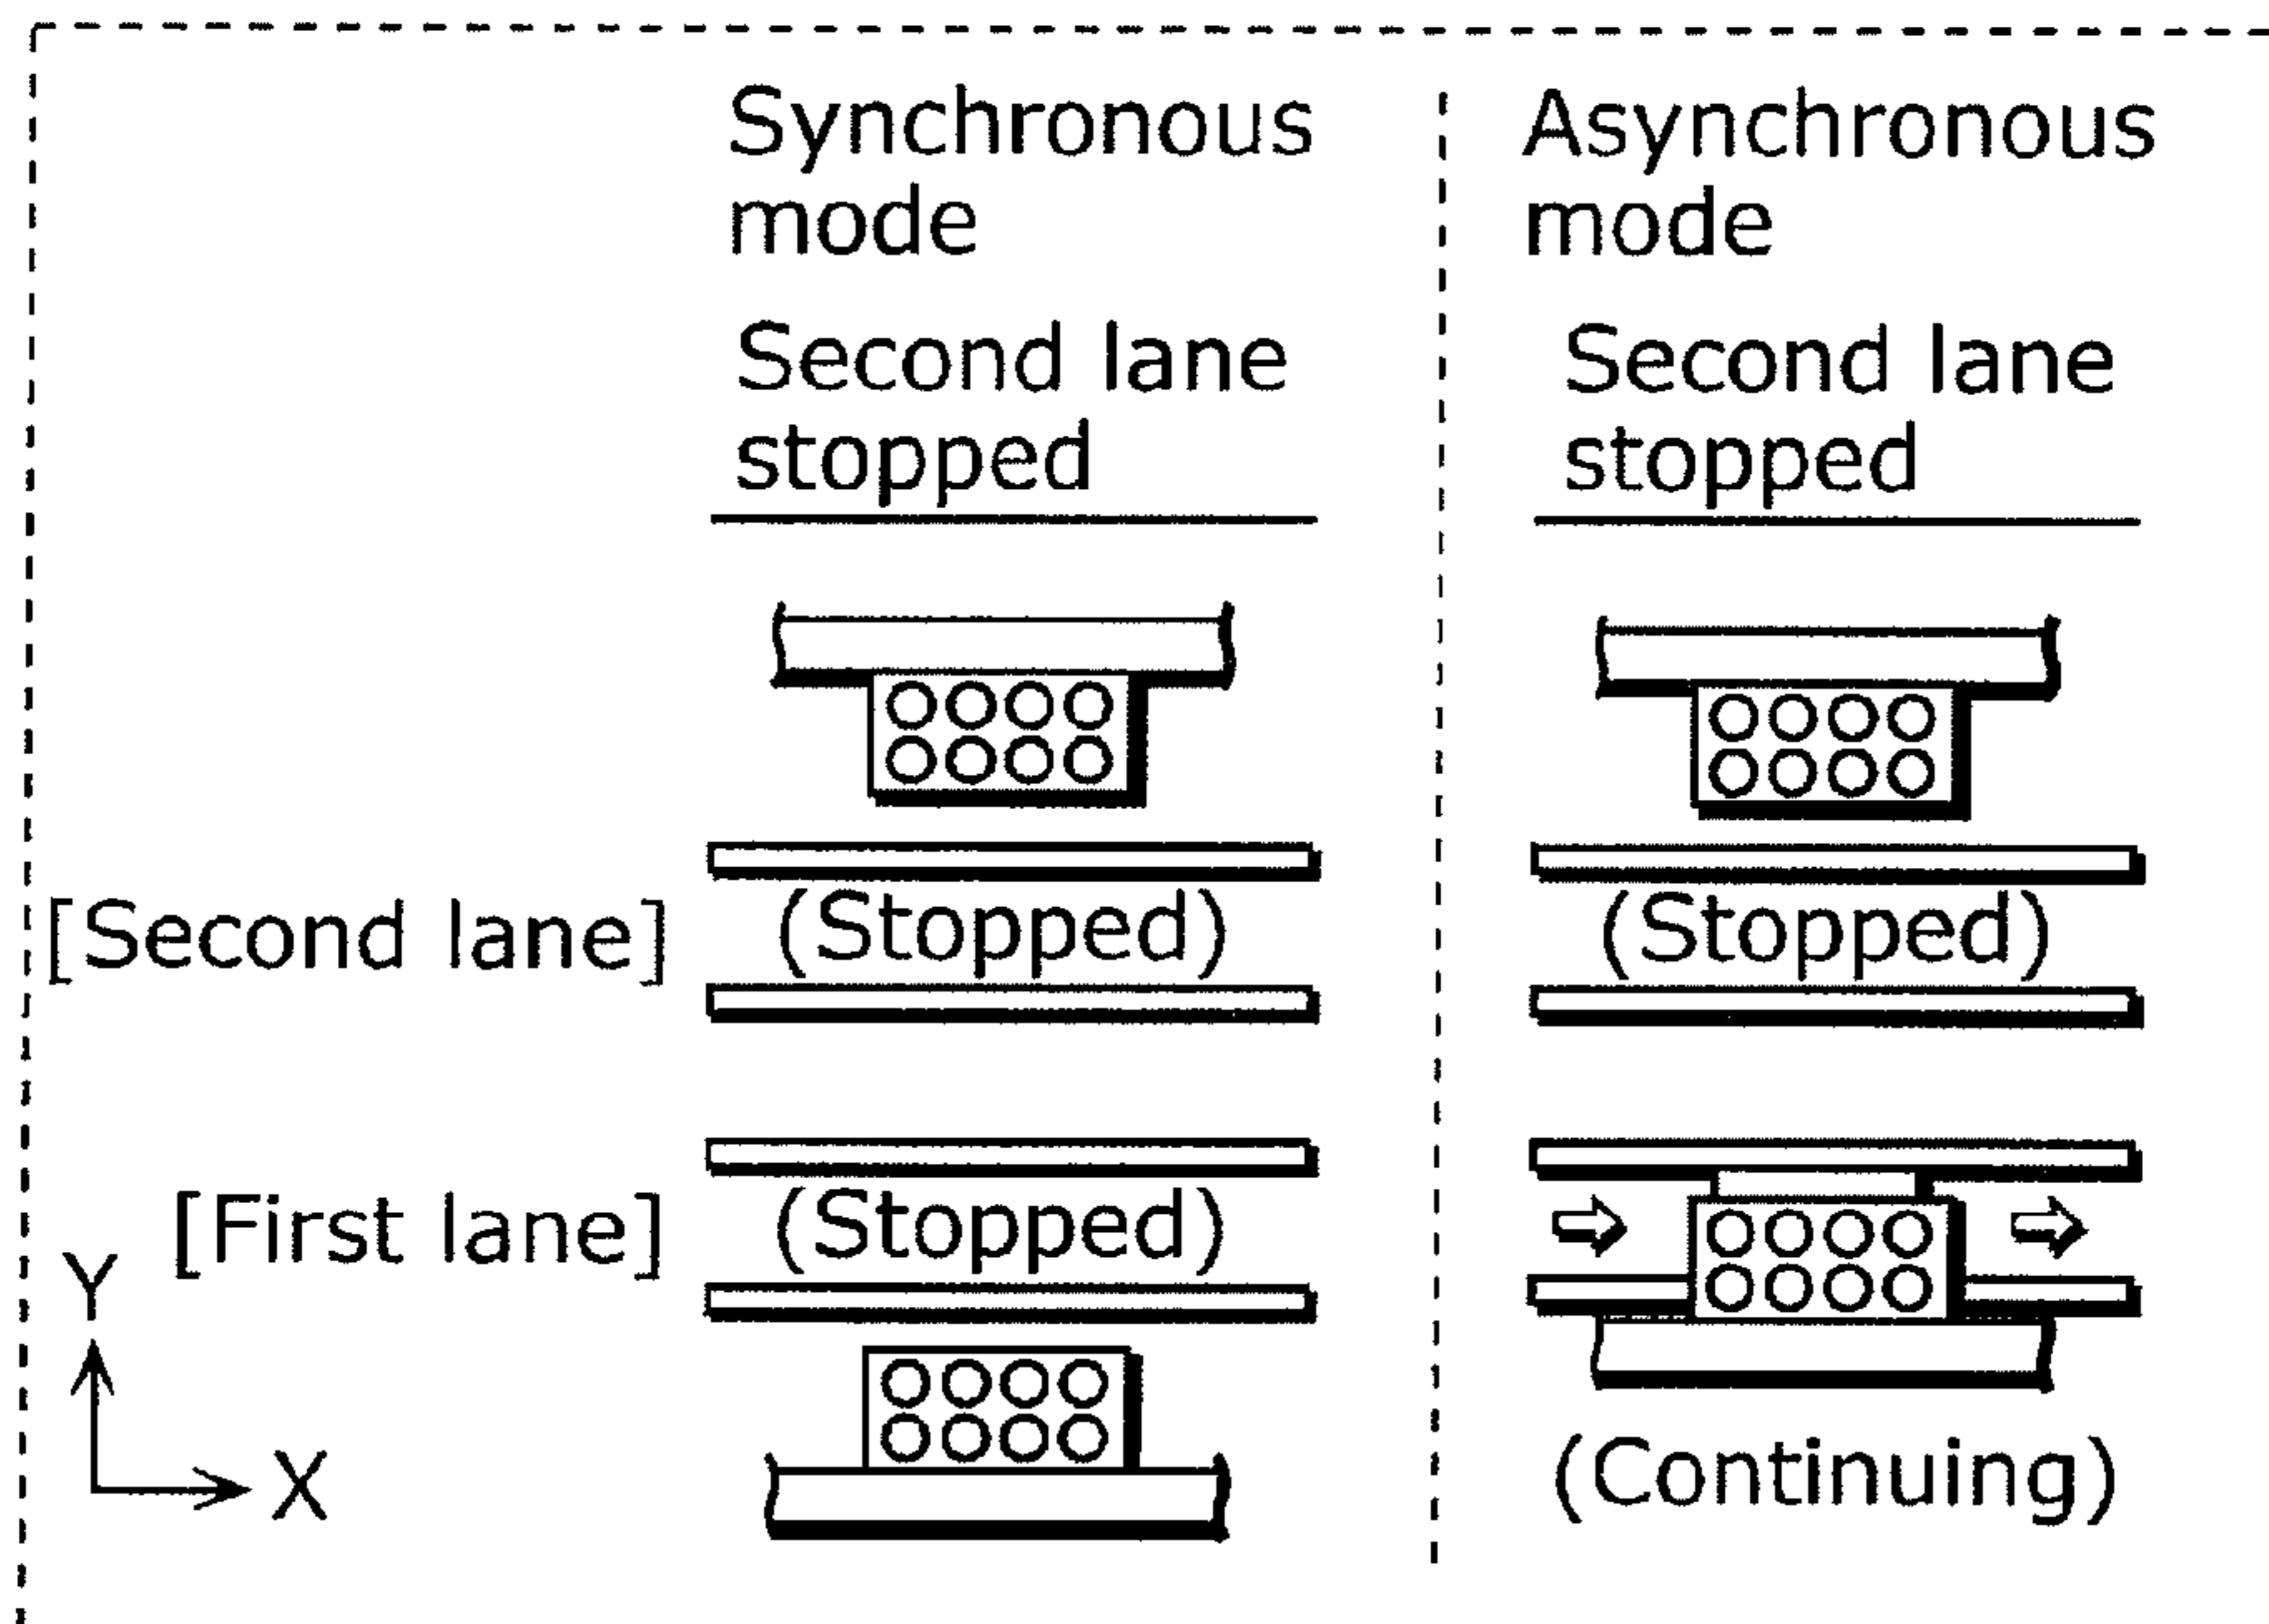 Synchronous
mode
Asynchronous
mode
Second lane
stopped
Second lane
stopped
[Second lane]
(Stopped)
(Stopped)
[First lane]
(Stopped)
Y
X
(Continuing)